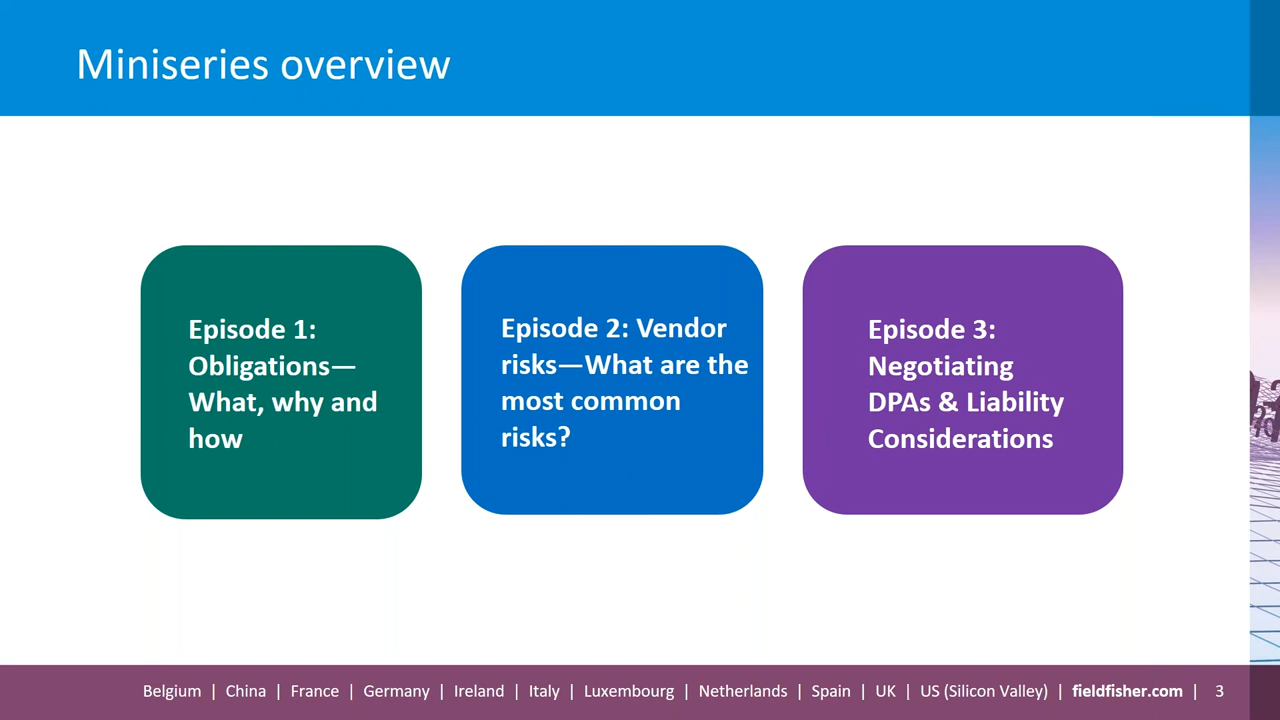 Miniseries overview
Episode 1:
Obligations—
What, why and
how
Episode 2: Vendor
risks—What are the
most common
risks?
Episode 3:
Negotiating
DPAs & Liability
Considerations
Belgium | China | France | Germany | Ireland | Italy | Luxembourg | Netherlands | Spain | UK | US (Silicon Valley) | fieldfisher.com | 3